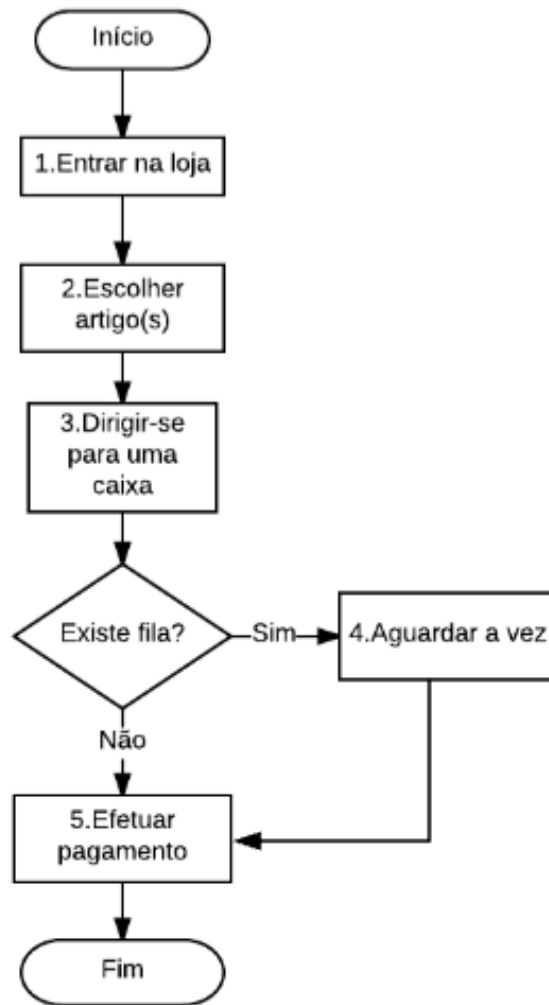 Início
1.Entrar na loja
2.Escolher
artigo(s)
3.Dirigir-se
para uma
caixa
Existe fila?
Sim
4.Aguardar a vez
Não
5.Efetuar
pagamento
Fim